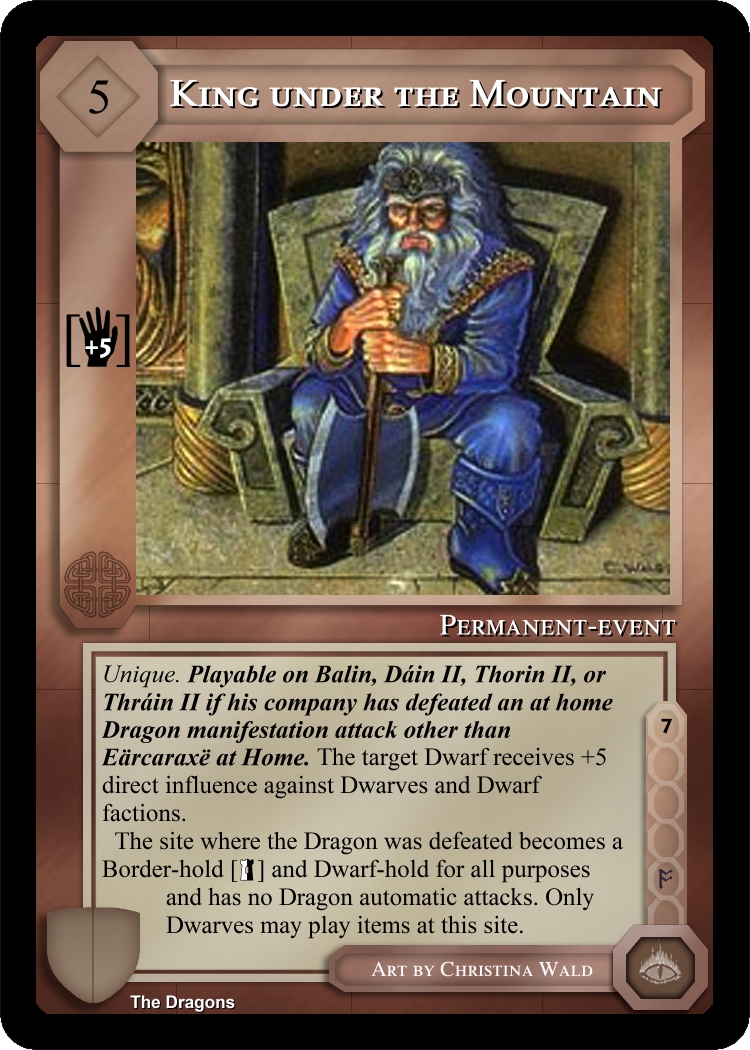 5
King under the Mountain
[+5]
C. Wald
Permanent-event
Unique. Playable on Balin, Dáin II, Thorin II, or
Thráin II if his company has defeated an at home
Dragon manifestation attack other than
Eärcaraxë at Home. The target Dwarf receives +5
direct influence against Dwarves and Dwarf
factions.
The site where the Dragon was defeated becomes a
Border-hold [ ] and Dwarf-hold for all purposes
and has no Dragon automatic attacks. Only
Dwarves may play items at this site.
7
ᚩ
Art by Christina Wald
The Dragons